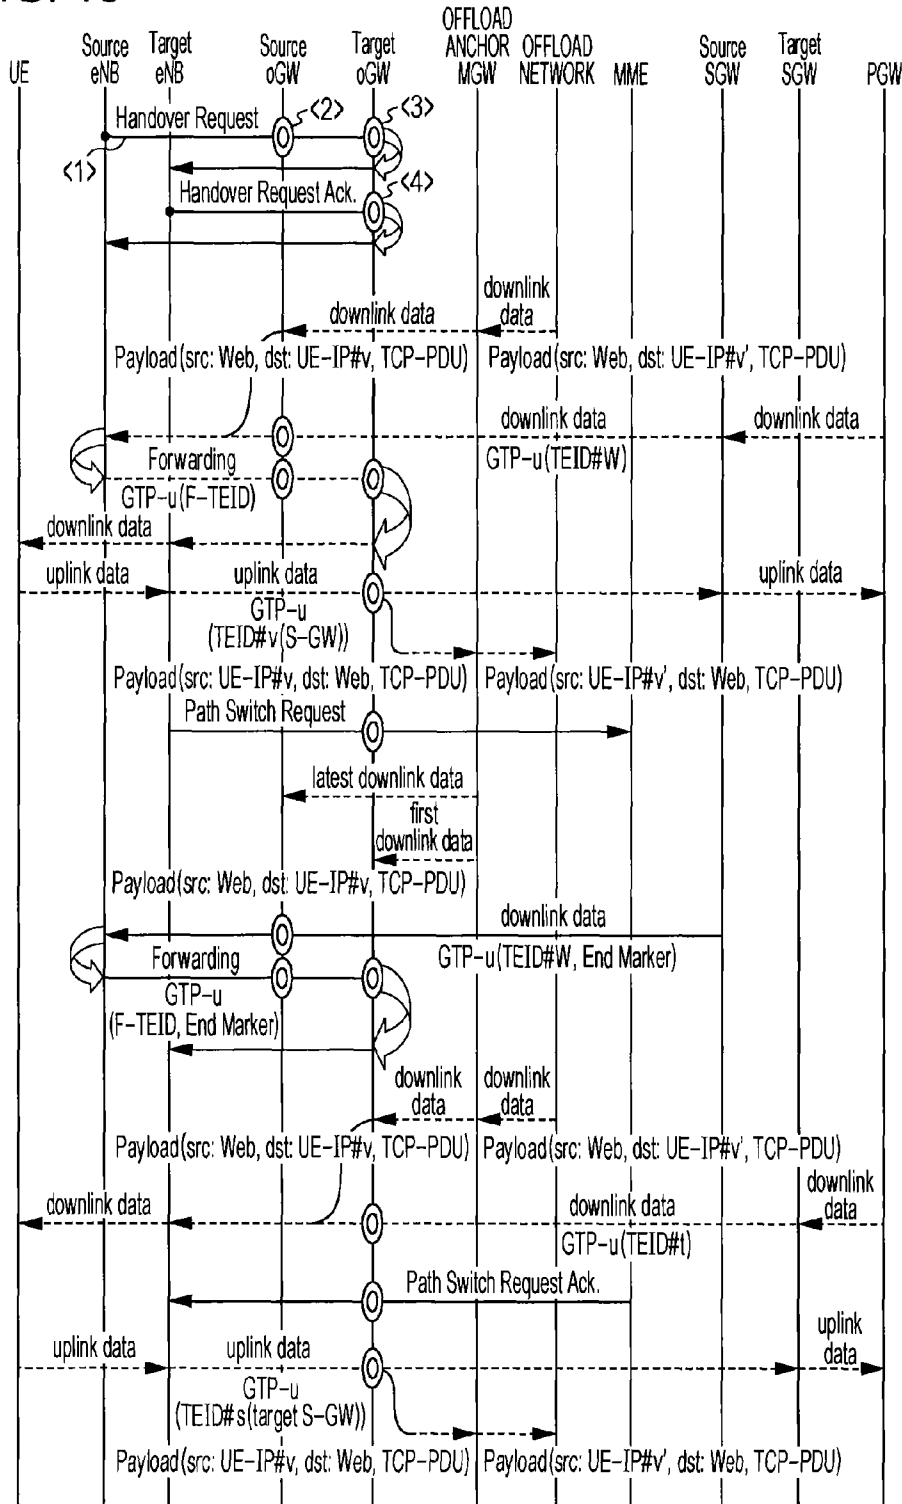 UE
Source
eNB
Target
eNB
Source
oGW
Target
oGW
OFFLOAD
ANCHOR
MGW
OFFLOAD
NETWORK
MME
Source
SGW
Target
SGW
PGW
Handover Request
<2>
<3>
<1>
Handover Request Ack.
<4>
downlink data
downlink
data
Payload(src: Web, dst: UE-IP#v, TCP-PDU)
Payload(src: Web, dst: UE-IP#v', TCP-PDU)
downlink data
downlink data
Forwarding
GTP-u(TEID#W)
GTP-u(F-TEID)
downlink data
uplink data
uplink data
uplink data
GTP-u
(TEID#v(S-GW))
Payload(src: UE-IP#v, dst: Web, TCP-PDU)
Payload(src: UE-IP#v', dst: Web, TCP-PDU)
Path Switch Request
latest downlink data
first
downlink data
Payload(src: Web, dst: UE-IP#v, TCP-PDU)
downlink data
Forwarding
GTP-u(TEID#W, End Marker)
GTP-u
(F-TEID, End Marker)
downlink
data
downlink
data
Payload(src: Web, dst: UE-IP#v, TCP-PDU)
Payload(src: Web, dst: UE-IP#v', TCP-PDU)
downlink data
downlink data
downlink
data
GTP-u(TEID#t)
Path Switch Request Ack.
uplink data
uplink data
uplink
data
GTP-u
(TEID#s(target S-GW))
Payload(src: UE-IP#v, dst: Web, TCP-PDU)
Payload(src: UE-IP#v', dst: Web, TCP-PDU)